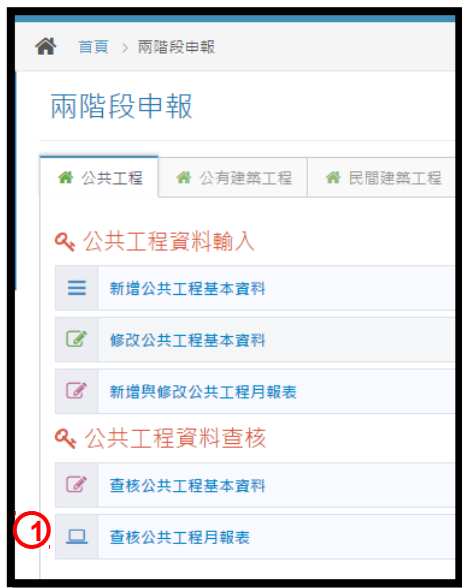 首頁 > 兩階段申報
兩階段申報
公共工程 公有建築工程 民間建築工程
公共工程資料輸入
新增公共工程基本資料
修改公共工程基本資料
新增與修改公共工程月報表
公共工程資料查核
查核公共工程基本資料
1 查核公共工程月報表